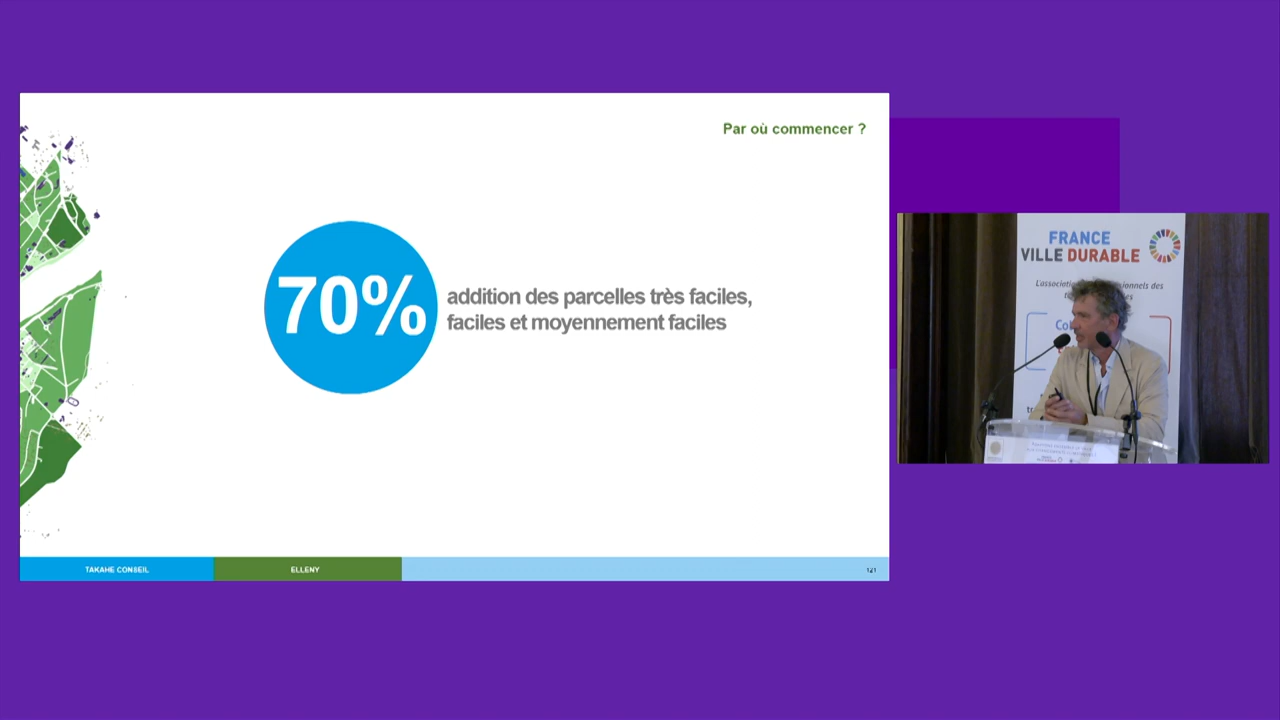 Par où commencer ?
70%
addition des parcelles très faciles,
faciles et moyennement faciles
TAKAHE CONSEIL
ELLENY
121
FRANCE
VILLE DURABLE